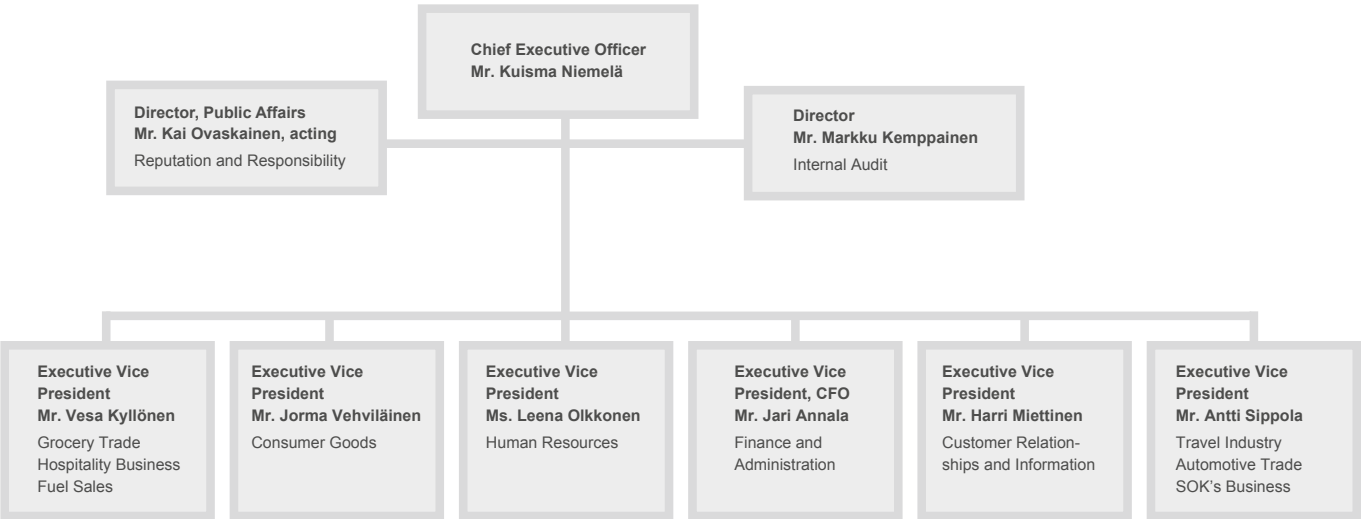 Chief Executive Officer
Mr. Kuisma Niemelä
Director, Public Affairs
Mr. Kai Ovaskainen, acting
Reputation and Responsibility
Director
Mr. Markku Kemppainen
Internal Audit
Executive Vice
President
Mr. Vesa Kyllönen
Grocery Trade
Hospitality Business
Fuel Sales
Executive Vice
President
Mr. Jorma Vehviläinen
Consumer Goods
Executive Vice
President
Ms. Leena Olkkonen
Human Resources
Executive Vice
President, CFO
Mr. Jari Annala
Finance and
Administration
Executive Vice
President
Mr. Harri Miettinen
Customer Relation-
ships and Information
Executive Vice
President
Mr. Antti Sippola
Travel Industry
Automotive Trade
SOK's Business